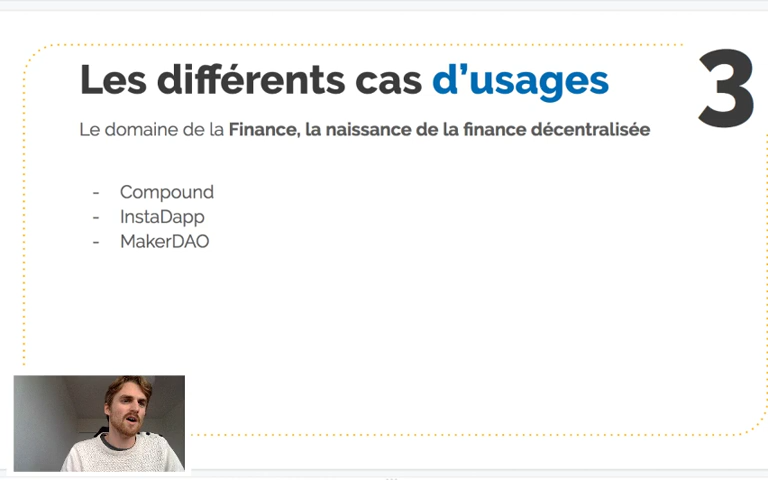 Les différents cas d'usages
3
Le domaine de la Finance, la naissance de la finance décentralisée
- Compound
- InstaDapp
- MakerDAO